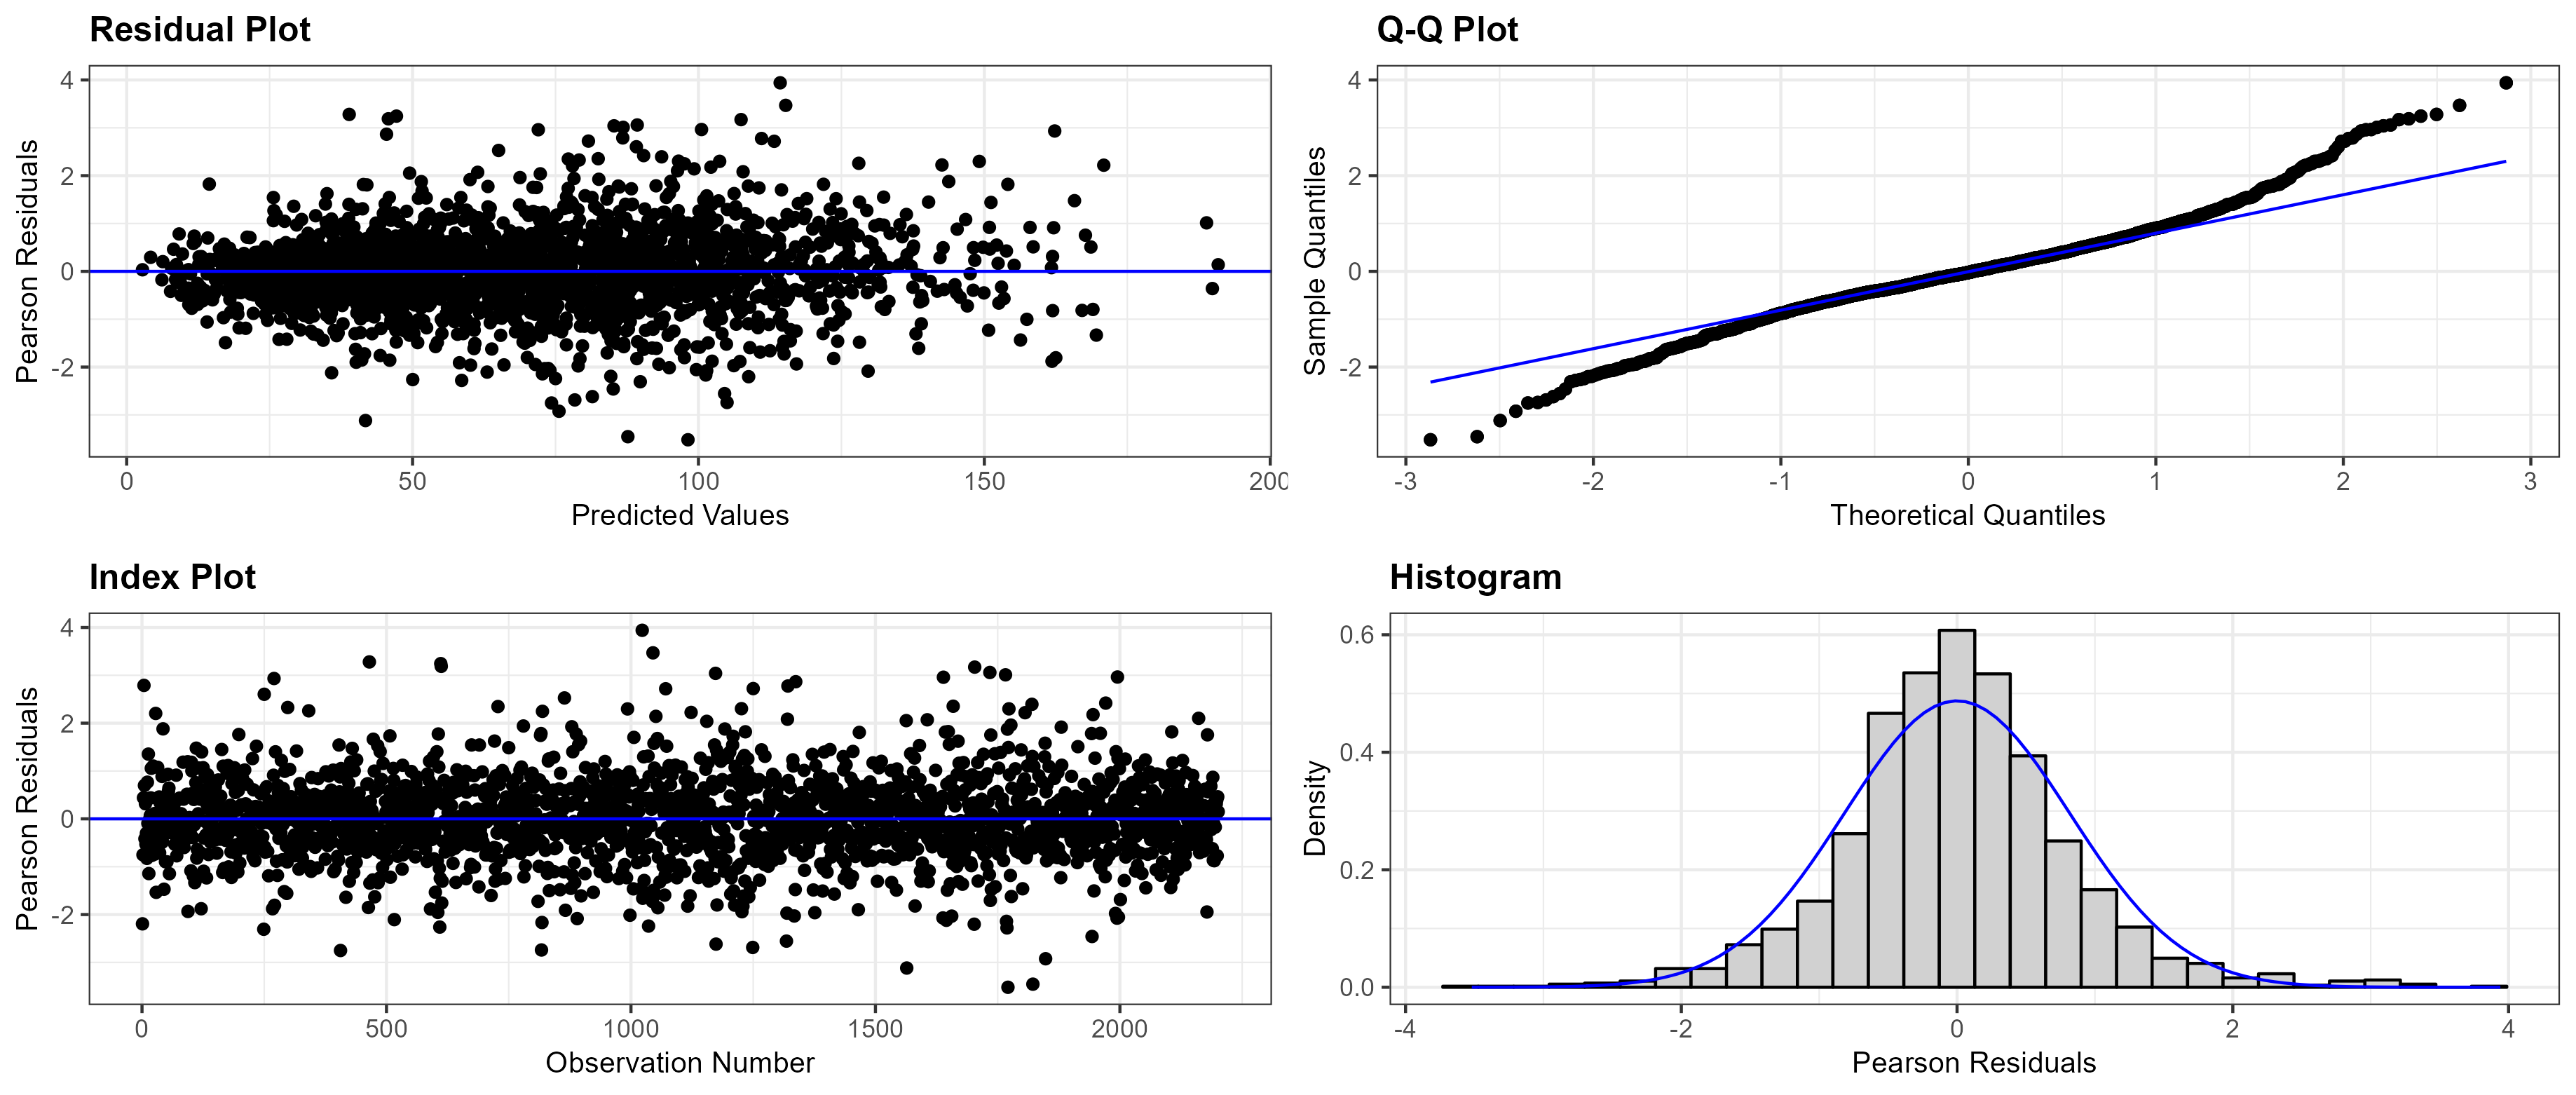 Residual Plot
Pearson Residuals
4
2
0
-2
0 50 100 150 200
Predicted Values
Q-Q Plot
Sample Quantiles
4
2
0
-2
-3 -2 -1 0 1 2 3
Theoretical Quantiles
Index Plot
Pearson Residuals
4
2
0
-2
0 500 1000 1500 2000
Observation Number
Histogram
Density
0.6
0.4
0.2
0.0
-4 -2 0 2 4
Pearson Residuals